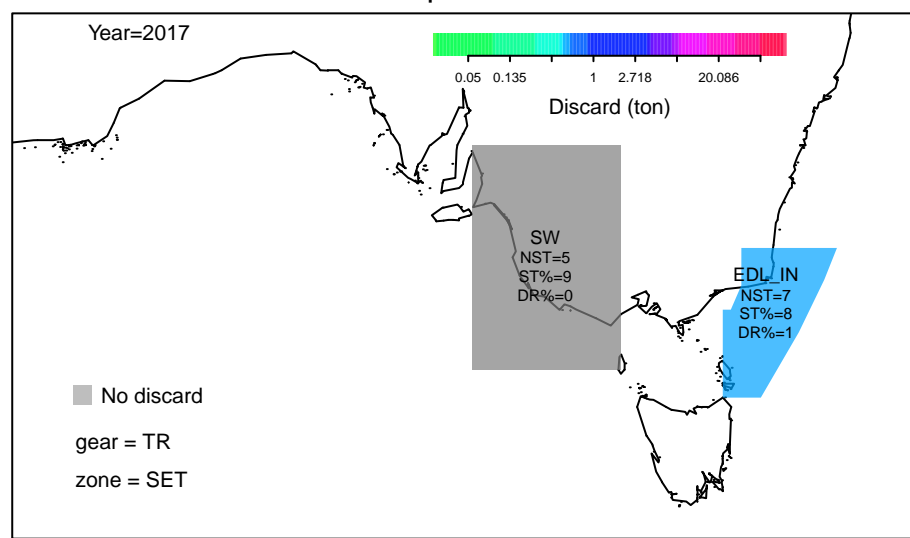 Year=2017
0.05 0.135 1 2.718 20.086
Discard (ton)
SW
NST=5
ST%=9
DR%=0
EDL_IN
NST=7
ST%=8
DR%=1
No discard
gear = TR
zone = SET